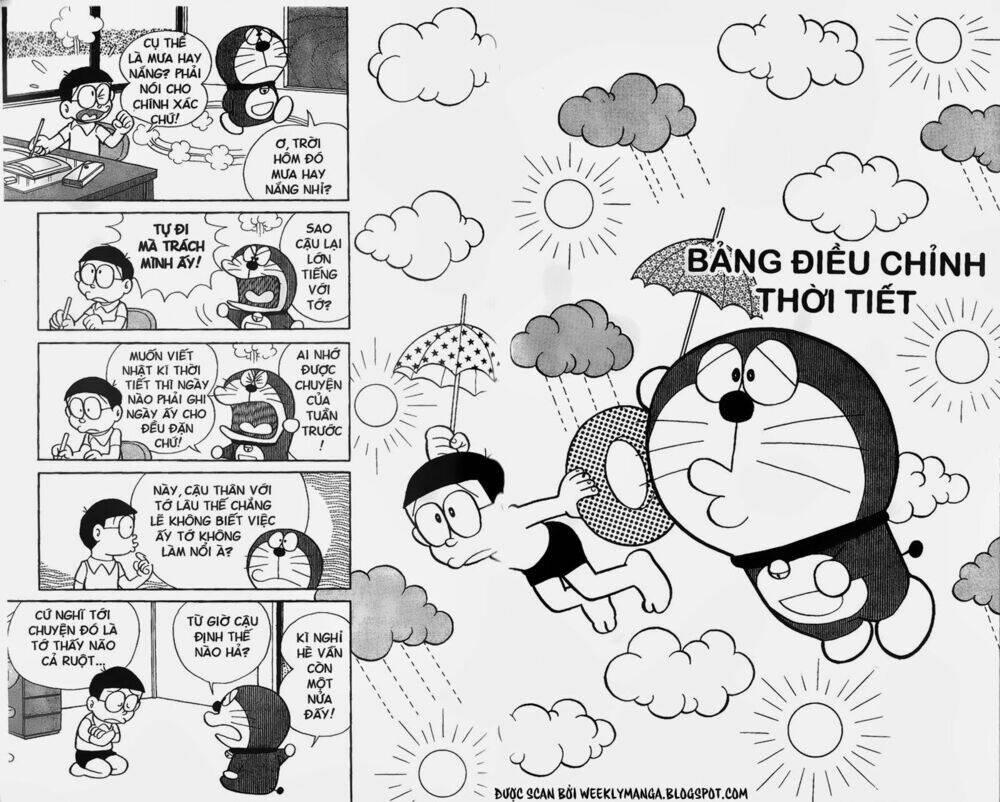 BẢNG ĐIỀU CHỈNH
THỜI TIẾT
Ơ, TRỜI
HÔM ĐÓ
MƯA HAY
NẮNG NHỈ?
CỤ THỂ
LÀ MƯA HAY
NẮNG? PHẢI
NÓI CHO
CHÍNH XÁC
CHỨ!
SAO
CẬU LẠI
LỚN
TIẾNG
VỚI
TỚ?
TỰ ĐI
MÀ TRÁCH
MÌNH ẤY!
AI NHỚ
ĐƯỢC
CHUYỆN
CỦA
TUẦN
TRƯỚC
!
MUỐN VIẾT
NHẬT KÍ THỜI
TIẾT THÌ NGÀY
NÀO PHẢI GHI
NGÀY ẤY CHO
ĐỀU ĐẶN
CHỨ!
NÀY, CẬU THÂN VỚI
TỚ LÂU THẾ CHẲNG
LẼ KHÔNG BIẾT VIỆC
ẤY TỚ KHÔNG
LÀM NỔI À?
KÌ NGHỈ
HÈ VẪN
CÒN
MỘT
NỬA
ĐẤY!
TỪ GIỜ CẬU
ĐỊNH THẾ
NÀO HẢ?
CỨ NGHĨ TỚI
CHUYỆN ĐÓ LÀ
TỚ THẤY NÃO
CẢ RUỘT...
ĐƯỢC SCAN BỞI WEEKLYMANGA.BLOGSPOT.COM